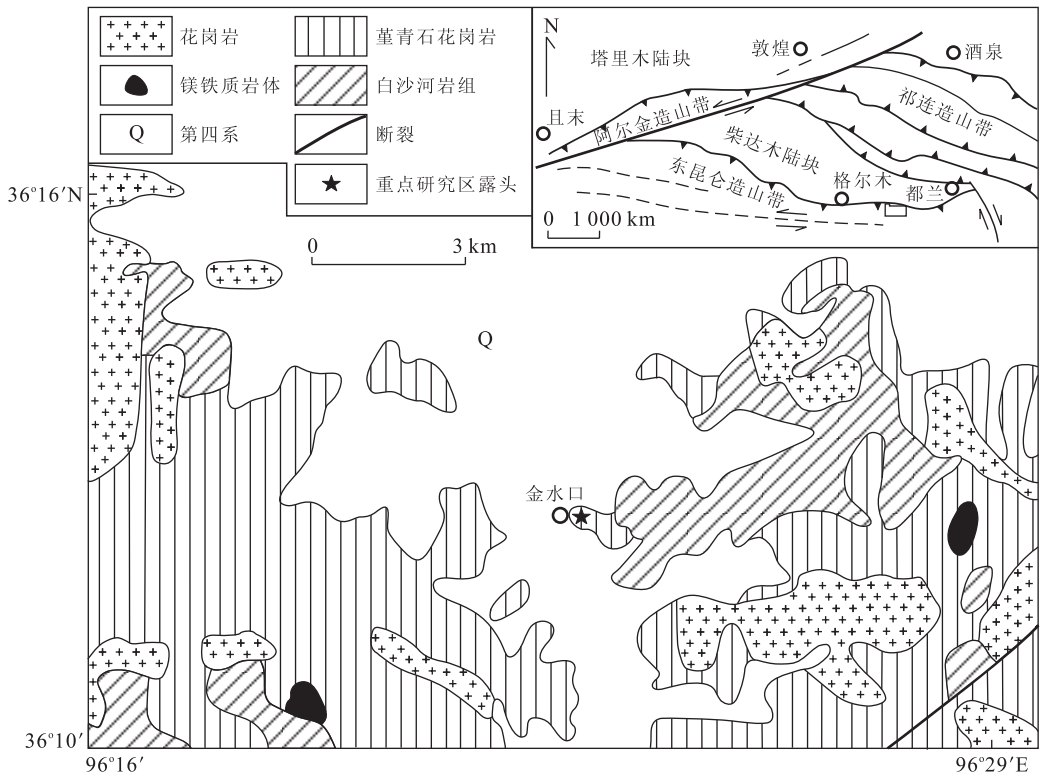 花岗岩
堇青石花岗岩
镁铁质岩体
白沙河岩组
Q
第四系
断裂
重点研究区露头
N
塔里木陆块
敦煌
酒泉
且末
阿尔金造山带
祁连造山带
柴达木陆块
东昆仑造山带
格尔木
都兰
0 1 000 km
36°16′N
0 3 km
Q
金水口
36°10′
96°16′
96°29′E